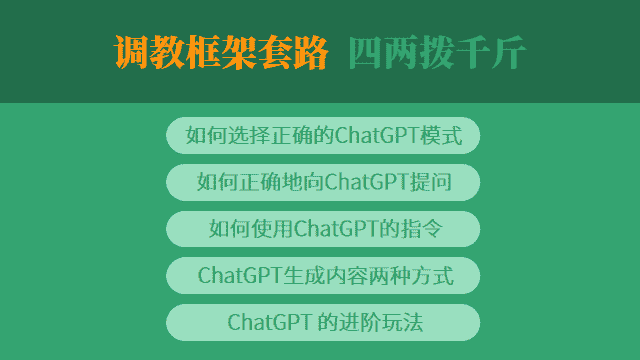 调教框架套路 四两拨千斤
如何选择正确的ChatGPT模式
如何正确地向ChatGPT提问
如何使用ChatGPT的指令
ChatGPT生成内容两种方式
ChatGPT 的进阶玩法